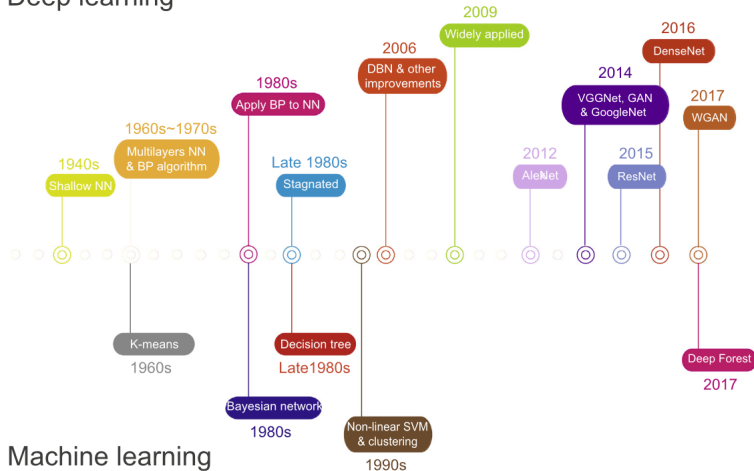 Deep learning
1940s
Shallow NN
1960s~1970s
Multilayers NN
& BP algorithm
1980s
Apply BP to NN
Late 1980s
Stagnated
2006
DBN & other
improvements
2009
Widely applied
2012
AlexNet
2014
VGGNet, GAN
& GoogleNet
2015
ResNet
2016
DenseNet
2017
WGAN
K-means
1960s
Bayesian network
1980s
Decision tree
Late1980s
Non-linear SVM
& clustering
1990s
Deep Forest
2017
Machine learning